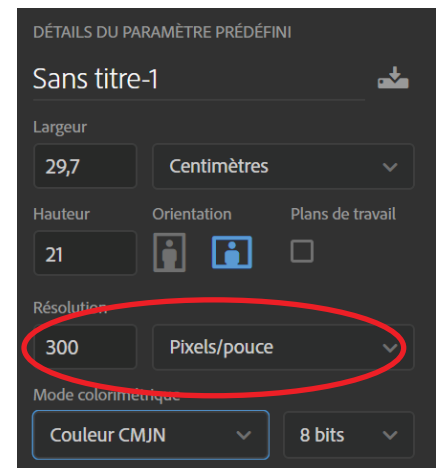 DÉTAILS DU PARAMÈTRE PRÉDÉFINI
Sans titre-1
Largeur
29,7 Centimètres
Hauteur Orientation Plans de travail
21
Résolution
300 Pixels/pouce
Mode colorimétrique
Couleur CMJN 8 bits